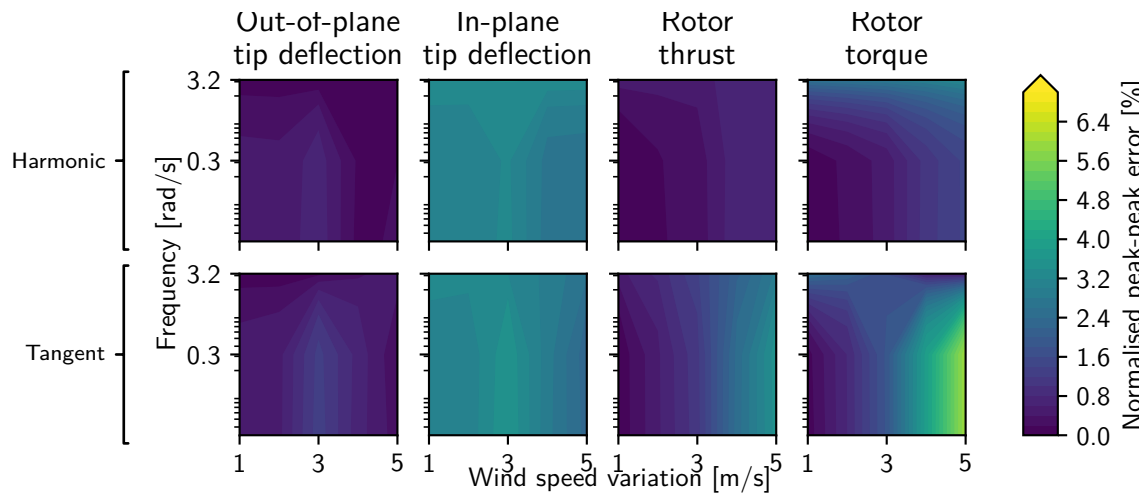 Out-of-plane
tip deflection
In-plane
tip deflection
Rotor
thrust
Rotor
torque
Harmonic
Tangent
Frequency [rad/s]
3.2
0.3
3.2
0.3
1
3
5
1
3
5
1
3
5
1
3
5
Wind speed variation [m/s]
6.4
5.6
4.8
4.0
3.2
2.4
1.6
0.8
0.0
Normalised peak-peak error [%]